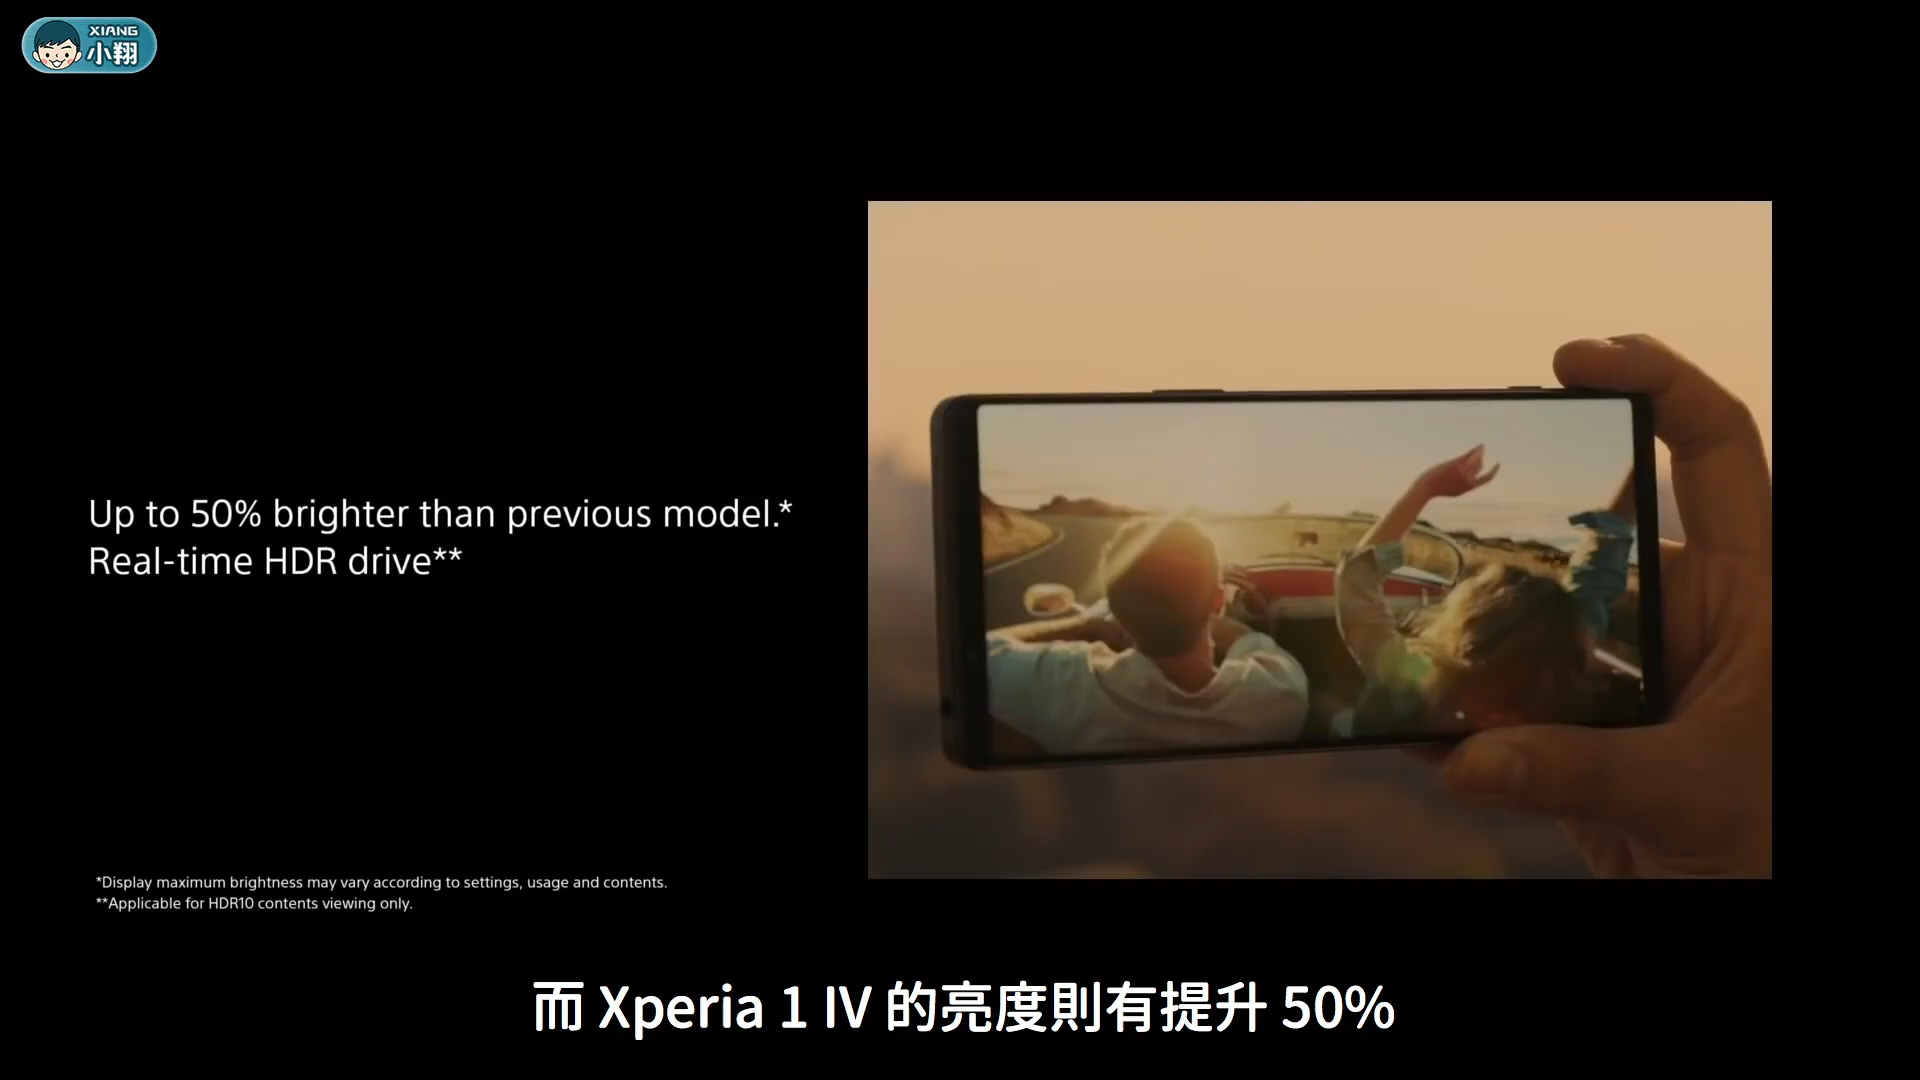 XIANG
小翔
Up to 50% brighter than previous model.*
Real-time HDR drive**
*Display maximum brightness may vary according to settings, usage and contents.
**Applicable for HDR10 contents viewing only.
而 Xperia 1 IV 的亮度則有提升 50%